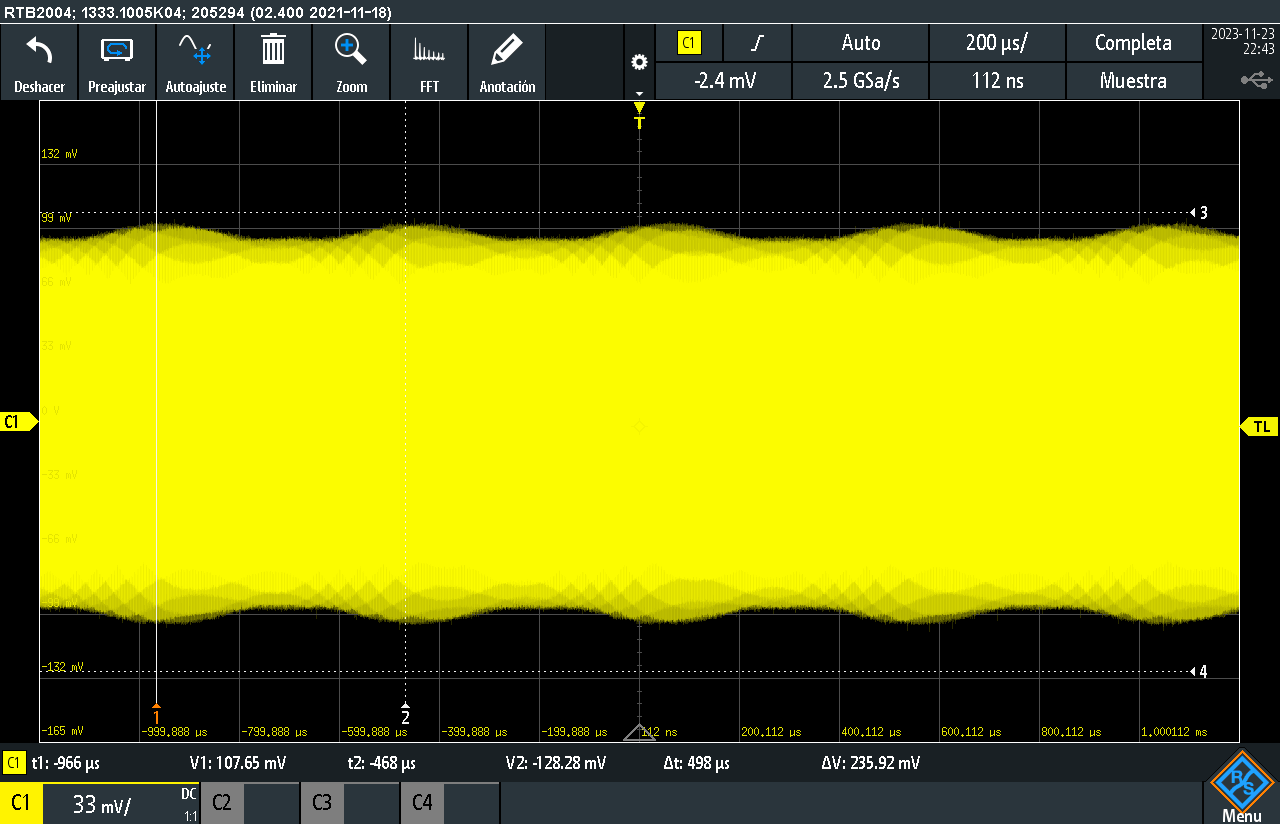 RTB2004; 1333.1005K04; 205294 (02.400 2021-11-18)
Deshacer
Preajustar
Autoajuste
Eliminar
Zoom
FFT
Anotación
C1
Auto
200 µs/
Completa
-2.4 mV
2.5 GSa/s
112 ns
Muestra
2023-11-23
22:43
T
132 mV
99 mV
66 mV
33 mV
0 V
-33 mV
-66 mV
-132 mV
-165 mV
3
4
C1
TL
1
2
-999,888 µs
-799,888 µs
-599,888 µs
-399,888 µs
-199,888 µs
112 ns
200,112 µs
400,112 µs
600,112 µs
800,112 µs
1,000112 ms
C1
t1: -966 µs
V1: 107.65 mV
t2: -468 µs
V2: -128.28 mV
Δt: 498 µs
ΔV: 235.92 mV
C1
33 mV/
DC
1:1
C2
C3
C4
R
S
Menu